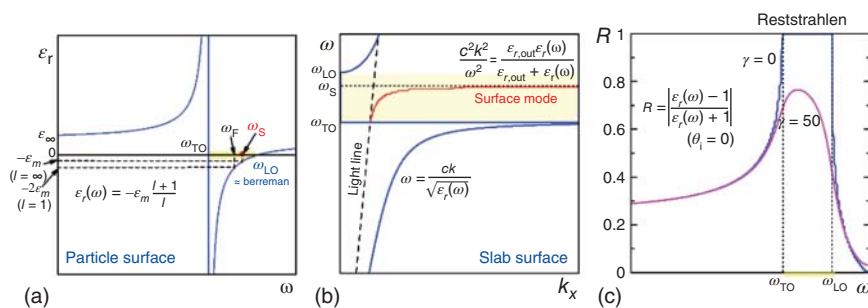 ε_r
ε_∞
0
−ε_m
(l = ∞)
−2ε_m
(l = 1)
ω_TO
ω_F
ω_S
ω_LO
≈ berreman
ε_r(ω) = −ε_m (l + 1)/l
Particle surface
(a)
ω
ω
ω_LO
ω_S
ω_TO
c²k²/ω² = ε_r,out ε_r(ω)/(ε_r,out + ε_r(ω))
Surface mode
Light line
ω = ck/√ε_r(ω)
Slab surface
(b)
k_x
Reststrahlen
R
1
0.8
0.6
0.4
0.2
0
γ = 0
R = |(ε_r(ω) − 1)/(ε_r(ω) + 1)|
γ = 50
(θ_i = 0)
(c)
ω_TO
ω_LO
ω